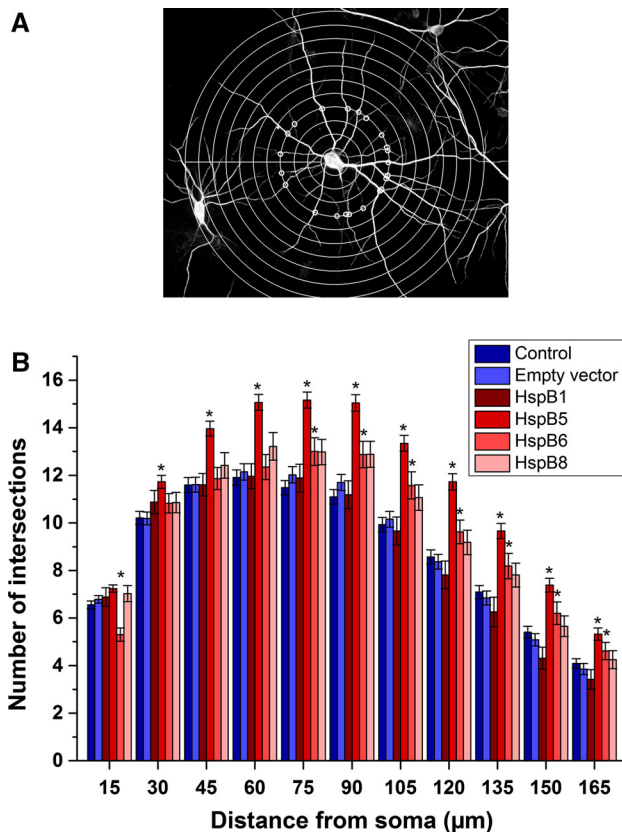 A
B
Control
Empty vector
HspB1
HspB5
HspB6
HspB8
Number of intersections
16
14
12
10
8
6
4
2
0
* * * * * * * * * * * * * * * * * * *
15 30 45 60 75 90 105 120 135 150 165
Distance from soma (µm)